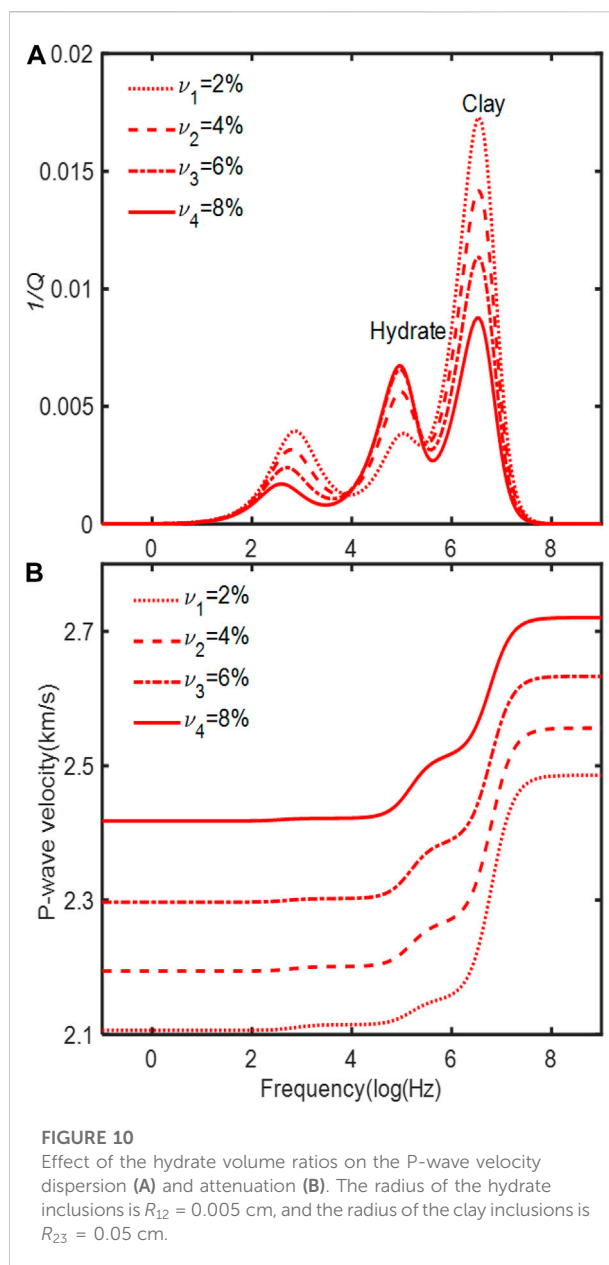 A
0.02
ν1=2%
ν2=4%
ν3=6%
ν4=8%
Clay
Hydrate
0.015
0.01
0.005
0
1/Q
0 2 4 6 8
B
ν1=2%
ν2=4%
ν3=6%
ν4=8%
2.7
2.5
2.3
2.1
P-wave velocity(km/s)
0 2 4 6 8
Frequency(log(Hz)
FIGURE 10
Effect of the hydrate volume ratios on the P-wave velocity
dispersion (A) and attenuation (B). The radius of the hydrate
inclusions is R12 = 0.005 cm, and the radius of the clay inclusions is
R23 = 0.05 cm.